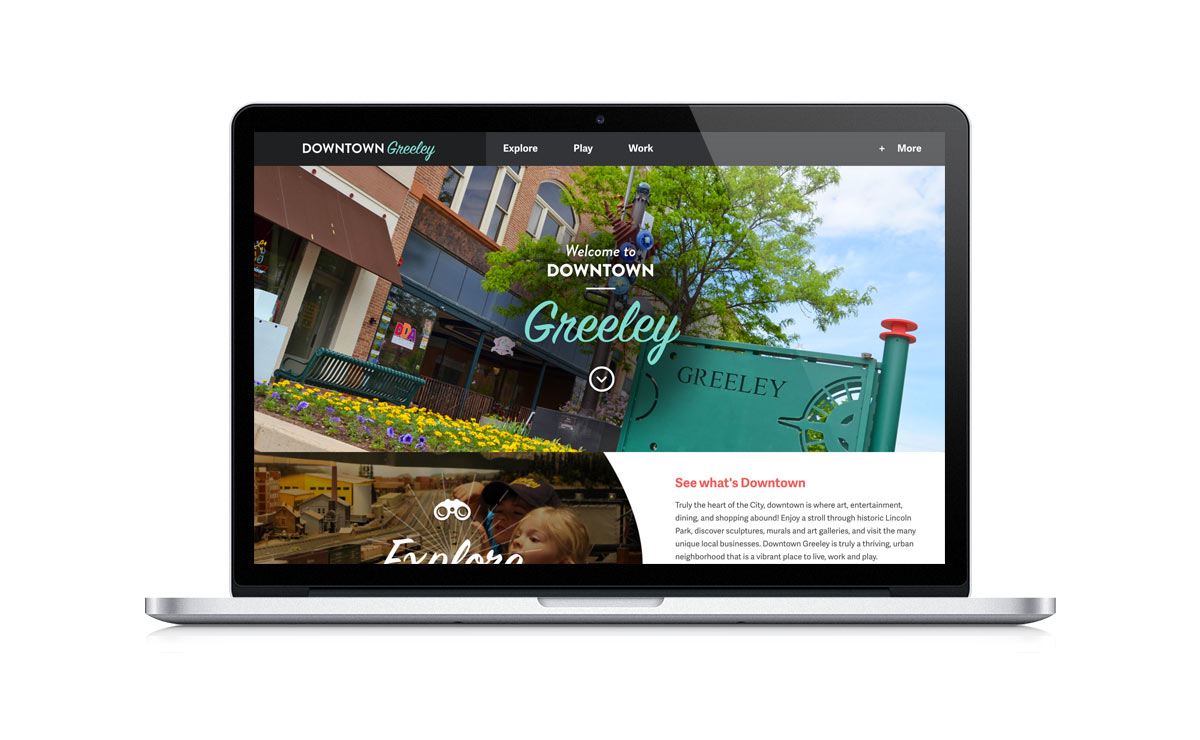 DOWNTOWN Greeley
Explore Play Work + More
Welcome to
DOWNTOWN
Greeley
BDA
GREELEY
Explore
See what's Downtown
Truly the heart of the City, downtown is where art, entertainment,
dining, and shopping abound! Enjoy a stroll through historic Lincoln
Park, discover sculptures, murals and art galleries, and visit the many
unique local businesses. Downtown Greeley is truly a thriving, urban
neighborhood that is a vibrant place to live, work and play.